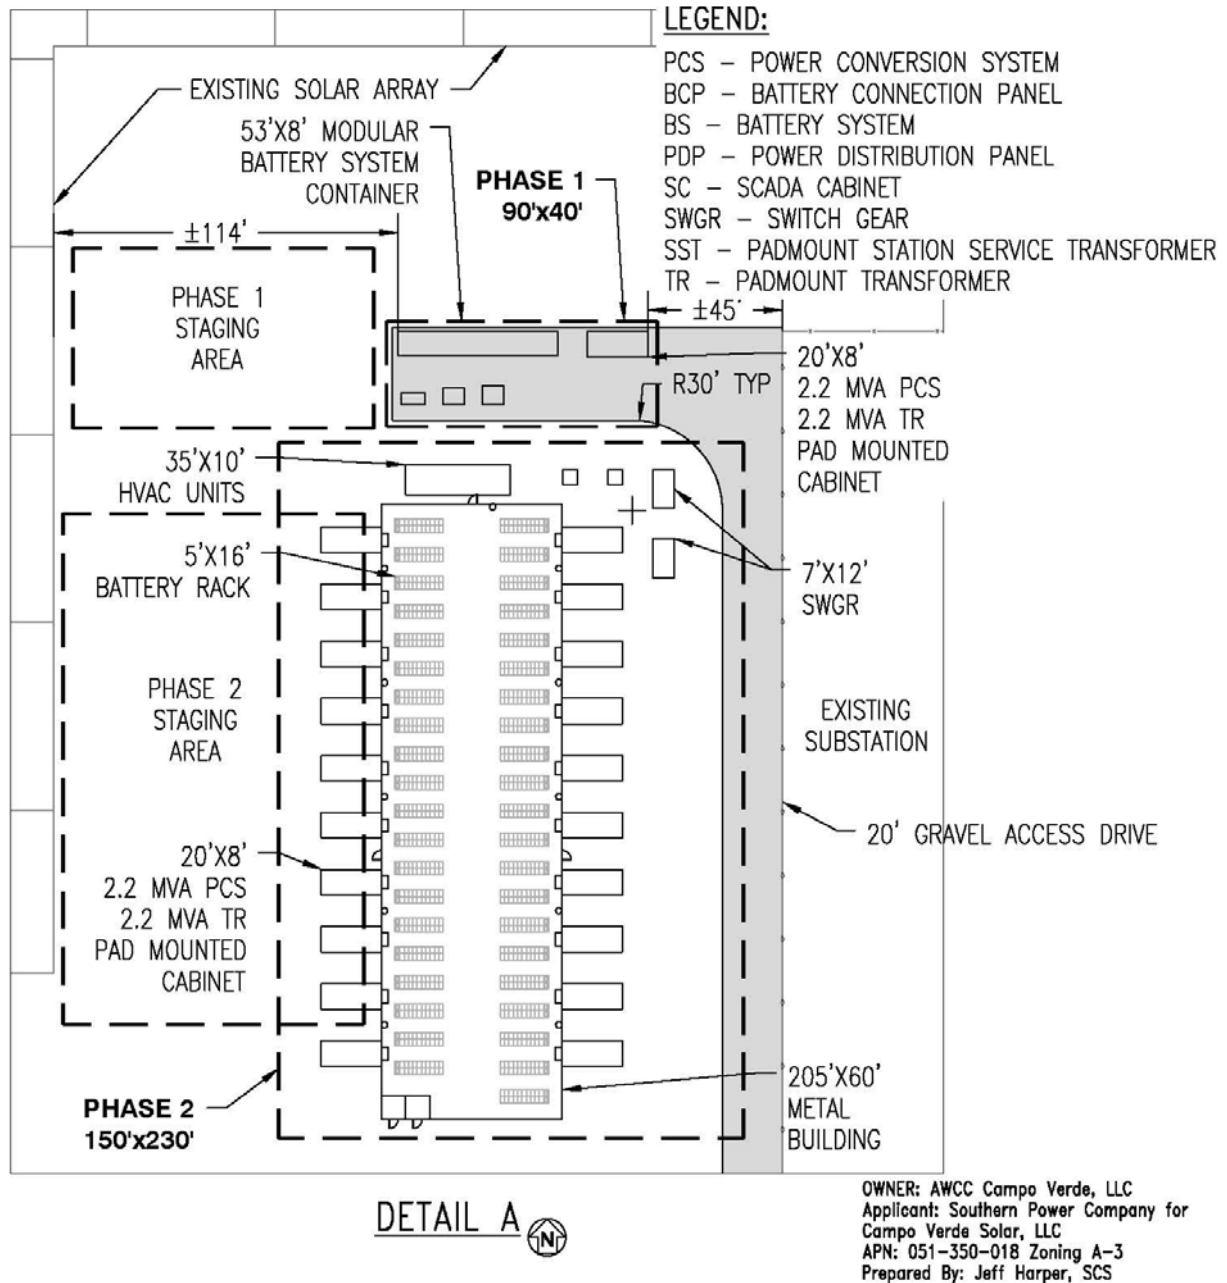 LEGEND:
PCS – POWER CONVERSION SYSTEM
BCP – BATTERY CONNECTION PANEL
BS – BATTERY SYSTEM
PDP – POWER DISTRIBUTION PANEL
SC – SCADA CABINET
SWGR – SWITCH GEAR
SST – PADMOUNT STATION SERVICE TRANSFORMER
TR – PADMOUNT TRANSFORMER
EXISTING SOLAR ARRAY
53'X8' MODULAR
BATTERY SYSTEM
CONTAINER
PHASE 1
90'x40'
±114'
±45'
PHASE 1
STAGING
AREA
R30' TYP
20'X8'
2.2 MVA PCS
2.2 MVA TR
PAD MOUNTED
CABINET
35'X10'
HVAC UNITS
5'X16'
BATTERY RACK
7'X12'
SWGR
PHASE 2
STAGING
AREA
EXISTING
SUBSTATION
20' GRAVEL ACCESS DRIVE
20'X8'
2.2 MVA PCS
2.2 MVA TR
PAD MOUNTED
CABINET
PHASE 2
150'x230'
205'X60'
METAL
BUILDING
DETAIL A
N
OWNER: AWCC Campo Verde, LLC
Applicant: Southern Power Company for
Campo Verde Solar, LLC
APN: 051-350-018 Zoning A-3
Prepared By: Jeff Harper, SCS